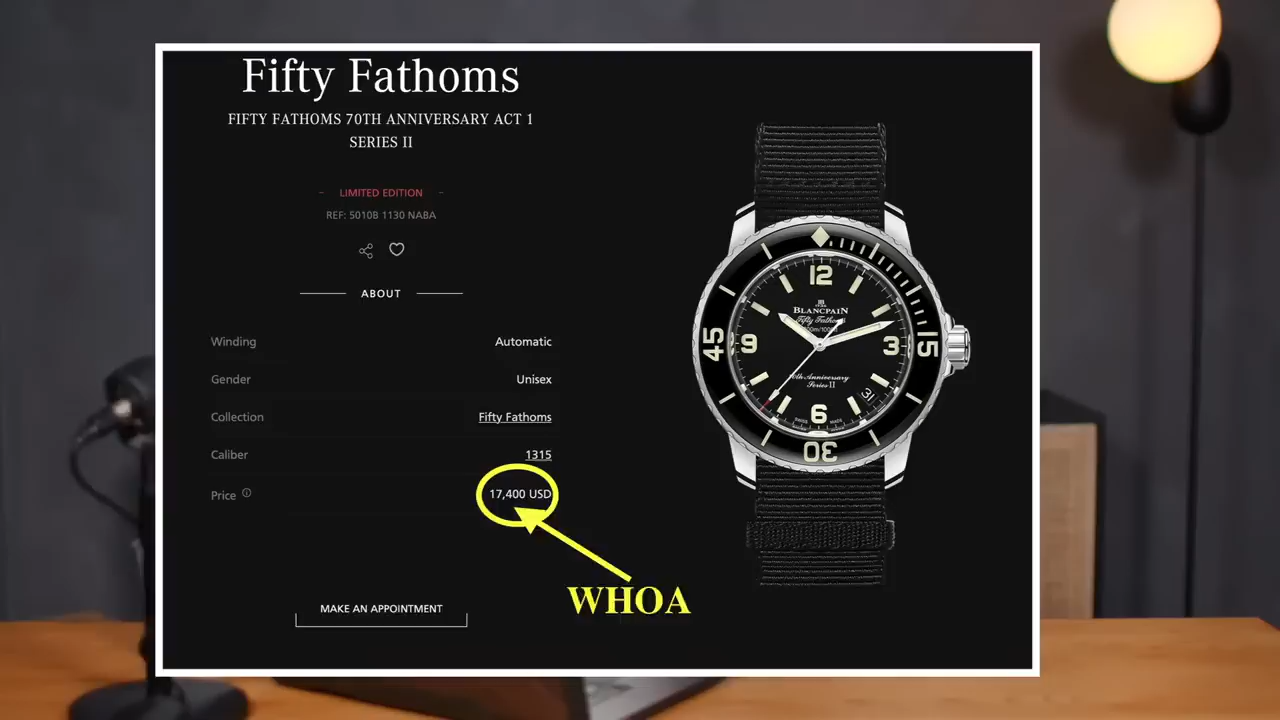 Fifty Fathoms
FIFTY FATHOMS 70TH ANNIVERSARY ACT 1
SERIES II
LIMITED EDITION
REF: 5010B 1130 NABA
ABOUT
Winding Automatic
Gender Unisex
Collection Fifty Fathoms
Caliber 1315
Price 17,400 USD
WHOA
MAKE AN APPOINTMENT
12
45 9 3 15
6
30
BLANCPAIN
Fifty Fathoms
Anniversary
Series II